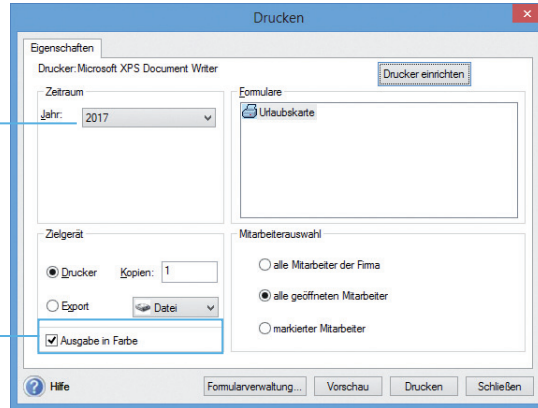 Drucken
Eigenschaften
Drucker: Microsoft XPS Document Writer
Drucker einrichten
Zeitraum
Jahr: 2017
Formulare
Urlaubskarte
Zielgerät
Drucker Kopien: 1
Export Datei
Ausgabe in Farbe
Mitarbeiterauswahl
alle Mitarbeiter der Firma
alle geöffneten Mitarbeiter
markierter Mitarbeiter
Hilfe Formularverwaltung... Vorschau Drucken Schließen